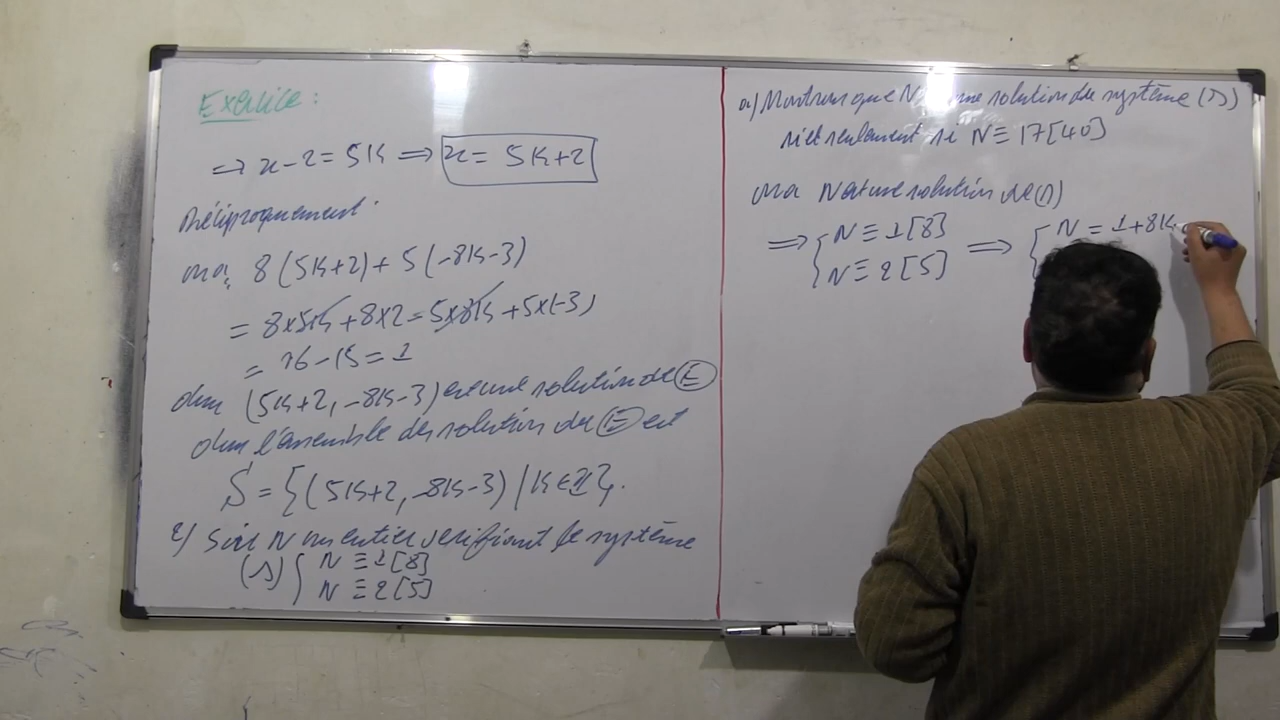 Exercice :
⇒ x-2 = 5k ⇒ x = 5k+2
Réciproquement
on a, 8(5k+2) + 5(-8k-3)
= 8×5k + 8×2 - 5×8k + 5×(-3)
= 16 - 15 = 1
donc (5k+2, -8k-3) est une solution de (E)
donc l'ensemble des solution de (E) est
S = {(5k+2, -8k-3) / k ∈ ℤ}.
2/ Soit N un entier vérifiant le système
(S) { N ≡ 1[8]
N ≡ 2[5]
a/ Montrons que N est une solution de système (S)
si et seulement si N ≡ 17[40]
on a N est une solution de (S)
⇒ { N ≡ 1[8] ⇒ { N = 1+8k
N ≡ 2[5]